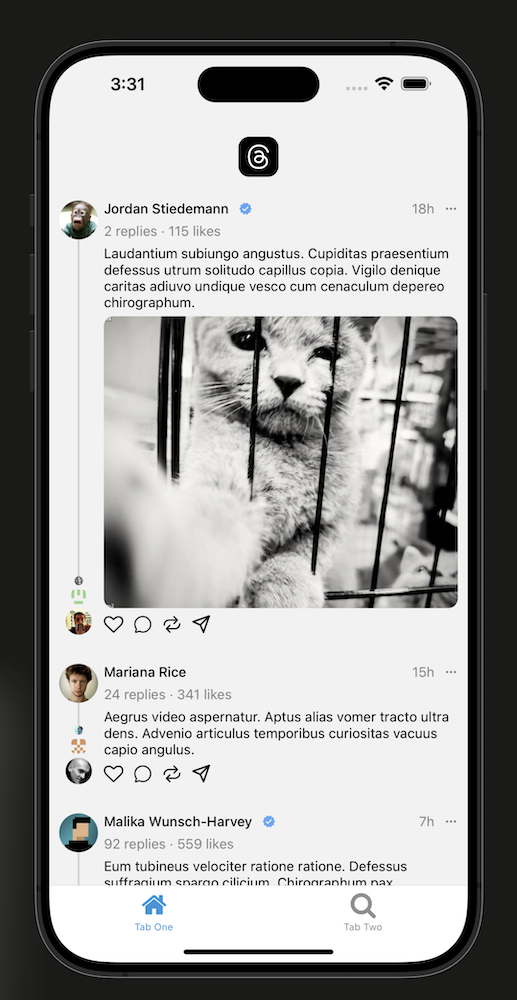 3:31
Jordan Stiedemann
18h
2 replies · 115 likes
Laudantium subiungo angustus. Cupiditas praesentium
defessus utrum solitudo capillus copia. Vigilo denique
caritas adiuvo undique vesco cum cenaculum depereo
chirographum.
Mariana Rice
15h
24 replies · 341 likes
Aegrus video aspernatur. Aptus alias vomer tracto ultra
dens. Advenio articulus temporibus curiositas vacuus
capio angulus.
Malika Wunsch-Harvey
7h
92 replies · 559 likes
Eum tubineus velociter ratione ratione. Defessus
suffragium spargo cilicium. Chirographum pax
Tab One
Tab Two